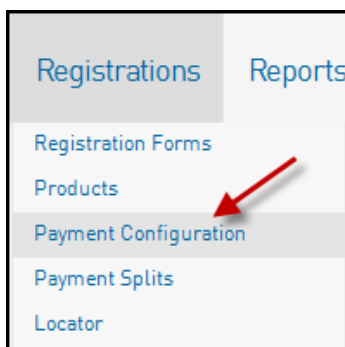 Registrations Reports
Registration Forms
Products
Payment Configuration
Payment Splits
Locator